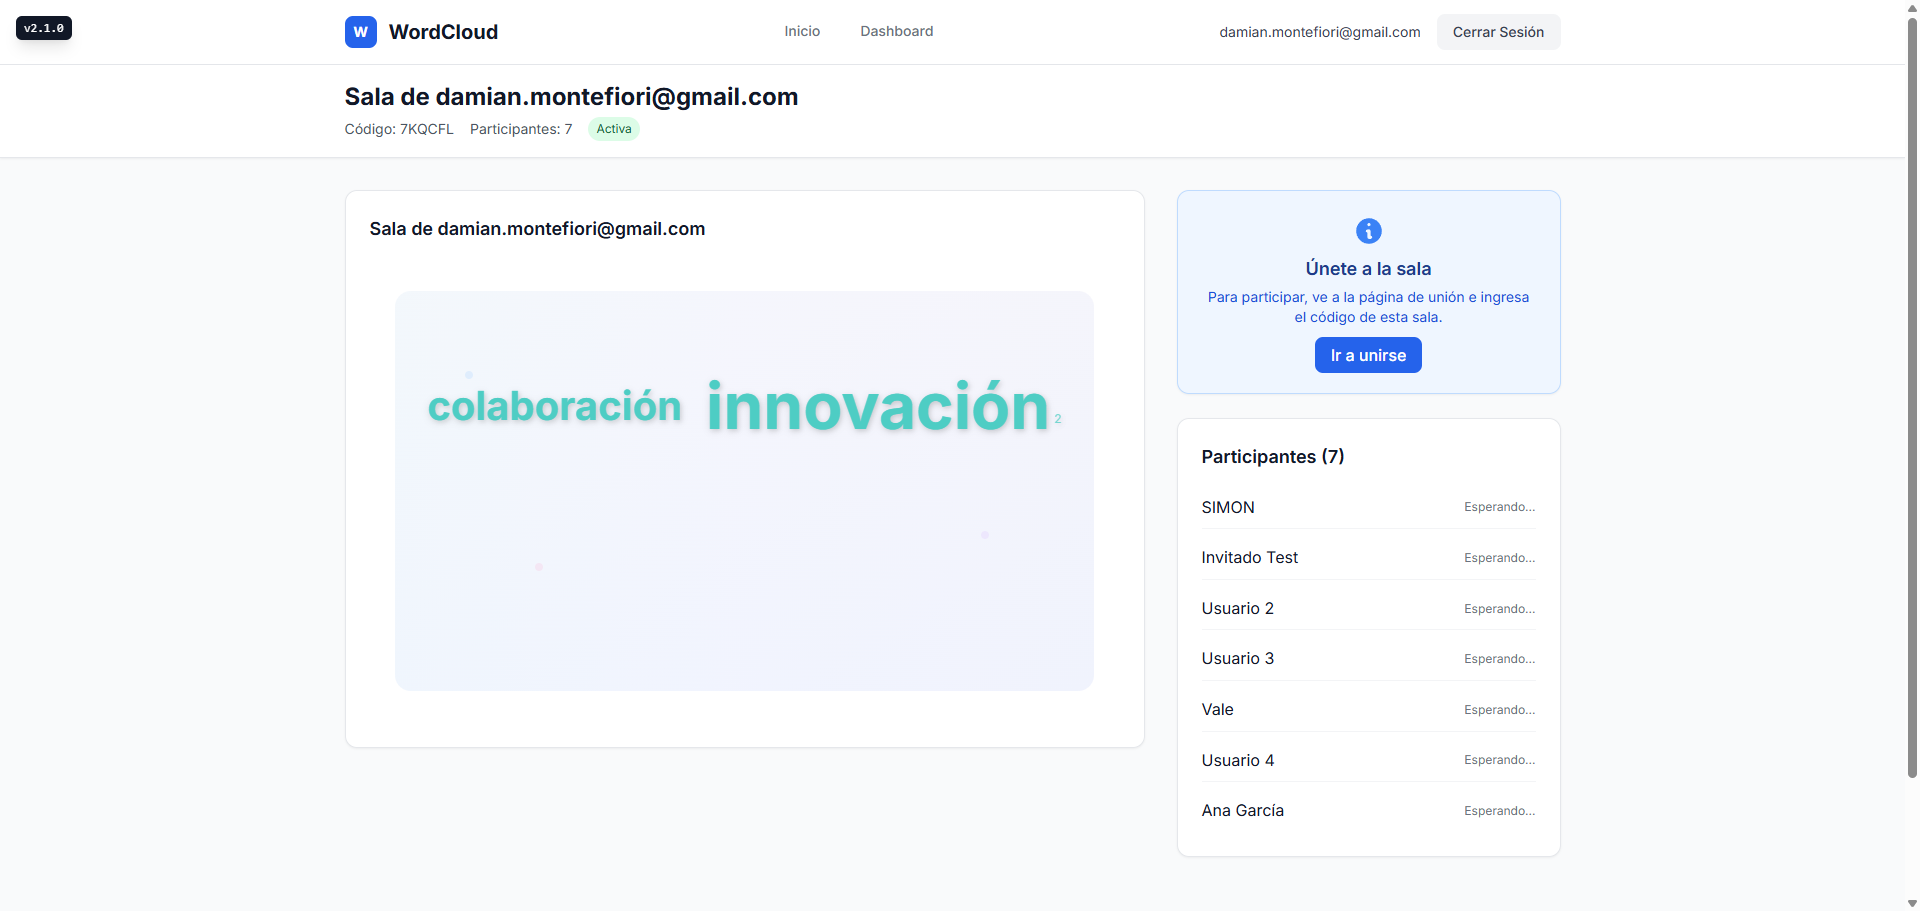 v2.1.0
W WordCloud
Inicio
Dashboard
damian.montefiori@gmail.com
Cerrar Sesión
Sala de damian.montefiori@gmail.com
Código: 7KQCFL Participantes: 7 Activa
Sala de damian.montefiori@gmail.com
colaboración innovación 2
Únete a la sala
Para participar, ve a la página de unión e ingresa
el código de esta sala.
Ir a unirse
Participantes (7)
SIMON Esperando...
Invitado Test Esperando...
Usuario 2 Esperando...
Usuario 3 Esperando...
Vale Esperando...
Usuario 4 Esperando...
Ana García Esperando...